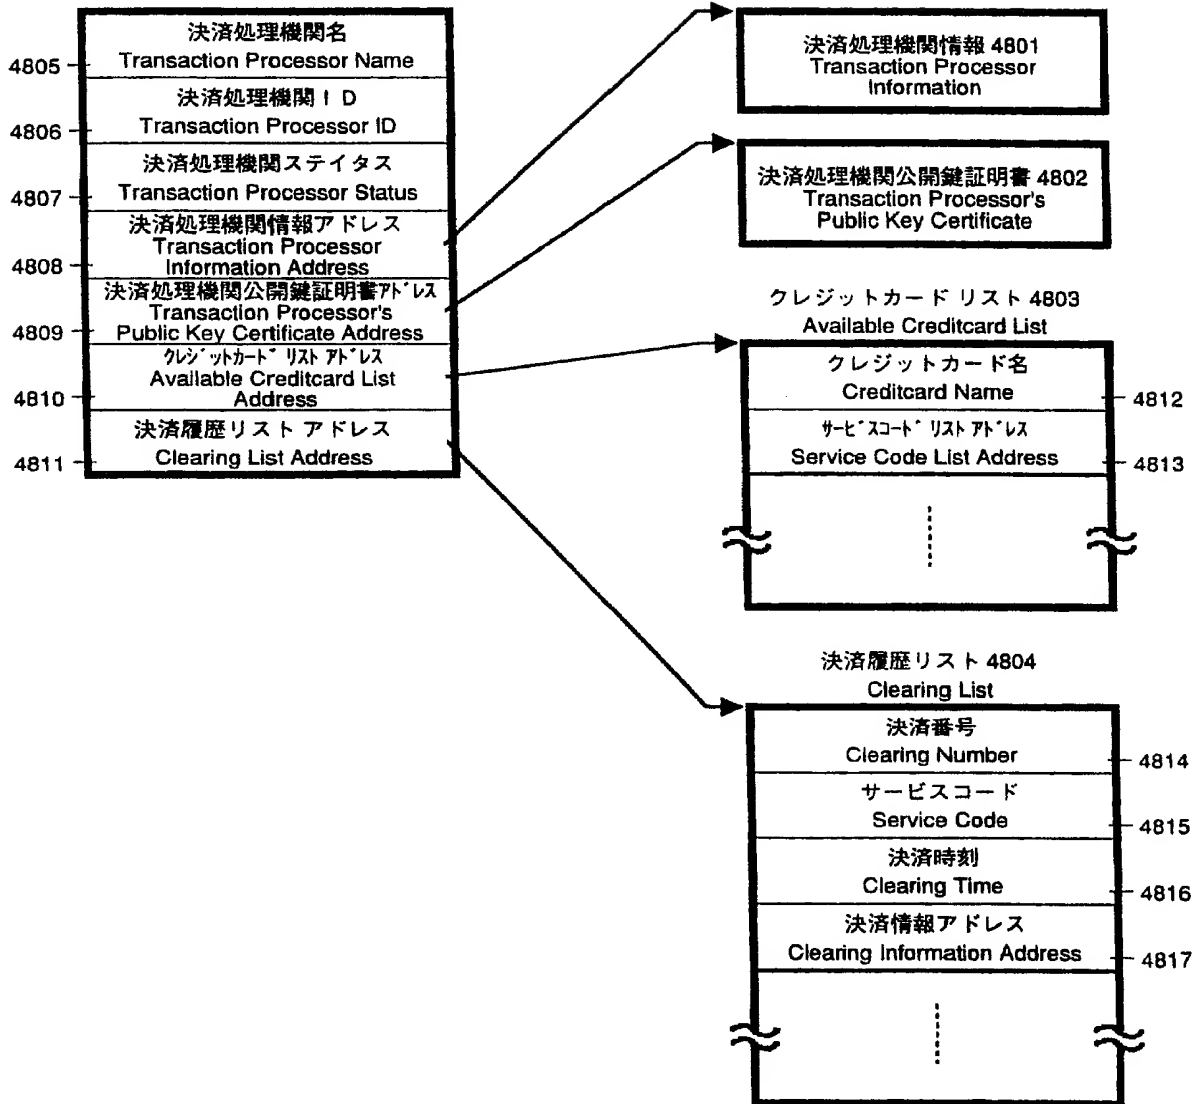 決済処理機関名
Transaction Processor Name
4805
決済処理機関ID
Transaction Processor ID
4806
決済処理機関ステイタス
Transaction Processor Status
4807
決済処理機関情報アドレス
Transaction Processor
Information Address
4808
決済処理機関公開鍵証明書アドレス
Transaction Processor's
Public Key Certificate Address
4809
クレジットカード リスト アドレス
Available Creditcard List
Address
4810
決済履歴リスト アドレス
Clearing List Address
4811
決済処理機関情報 4801
Transaction Processor
Information
決済処理機関公開鍵証明書 4802
Transaction Processor's
Public Key Certificate
クレジットカード リスト 4803
Available Creditcard List
クレジットカード名
Creditcard Name
4812
サービスコード リスト アドレス
Service Code List Address
4813
決済履歴リスト 4804
Clearing List
決済番号
Clearing Number
4814
サービスコード
Service Code
4815
決済時刻
Clearing Time
4816
決済情報アドレス
Clearing Information Address
4817